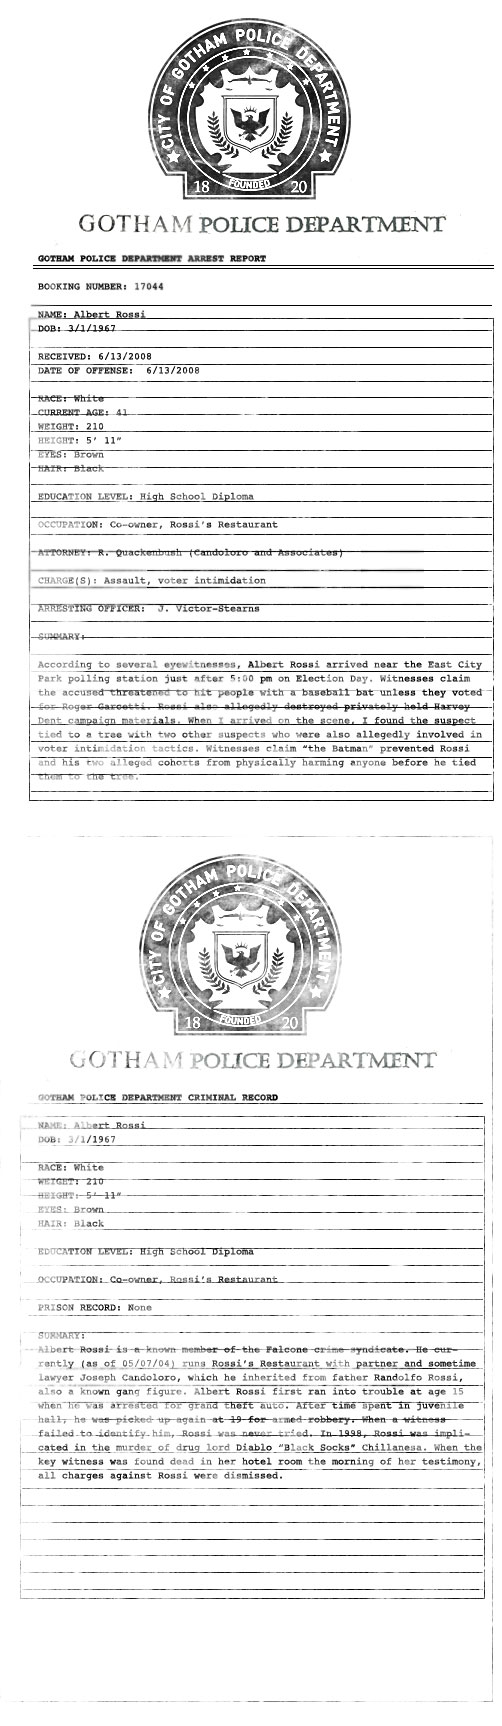 CITY OF GOTHAM POLICE DEPARTMENT
18 FOUNDED 20
GOTHAM POLICE DEPARTMENT
GOTHAM POLICE DEPARTMENT ARREST REPORT
BOOKING NUMBER: 17044
NAME: Albert Rossi
DOB: 3/1/1967
RECEIVED: 6/13/2008
DATE OF OFFENSE: 6/13/2008
RACE: White
CURRENT AGE: 41
WEIGHT: 210
HEIGHT: 5' 11"
EYES: Brown
HAIR: Black
EDUCATION LEVEL: High School Diploma
OCCUPATION: Co-owner, Rossi's Restaurant
ATTORNEY: R. Quackenbush (Candoloro and Associates)
CHARGE(S): Assault, voter intimidation
ARRESTING OFFICER: J. Victor-Stearns
SUMMARY:
According to several eyewitnesses, Albert Rossi arrived near the East City
Park polling station just after 5:00 pm on Election Day. Witnesses claim
the accused threatened to hit people with a baseball bat unless they voted
for Roger Garcetti. Rossi also allegedly destroyed privately held Harvey
Dent campaign materials. When I arrived on the scene, I found the suspect
tied to a tree with two other suspects who were also allegedly involved in
voter intimidation tactics. Witnesses claim "the Batman" prevented Rossi
and his two alleged cohorts from physically harming anyone before he tied
them to the tree.
CITY OF GOTHAM POLICE DEPARTMENT
18 FOUNDED 20
GOTHAM POLICE DEPARTMENT
GOTHAM POLICE DEPARTMENT CRIMINAL RECORD
NAME: Albert Rossi
DOB: 3/1/1967
RACE: White
WEIGHT: 210
HEIGHT: 5' 11"
EYES: Brown
HAIR: Black
EDUCATION LEVEL: High School Diploma
OCCUPATION: Co-owner, Rossi's Restaurant
PRISON RECORD: None
SUMMARY:
Albert Rossi is a known member of the Falcone crime syndicate. He cur-
rently (as of 05/07/04) runs Rossi's Restaurant with partner and sometime
lawyer Joseph Candoloro, which he inherited from father Randolfo Rossi,
also a known gang figure. Albert Rossi first ran into trouble at age 15
when he was arrested for grand theft auto. After time spent in juvenile
hall, he was picked up again at 19 for armed robbery. When a witness
failed to identify him, Rossi was never tried. In 1998, Rossi was impli-
cated in the murder of drug lord Diablo "Black Socks" Chillanesa. When the
key witness was found dead in her hotel room the morning of her testimony,
all charges against Rossi were dismissed.